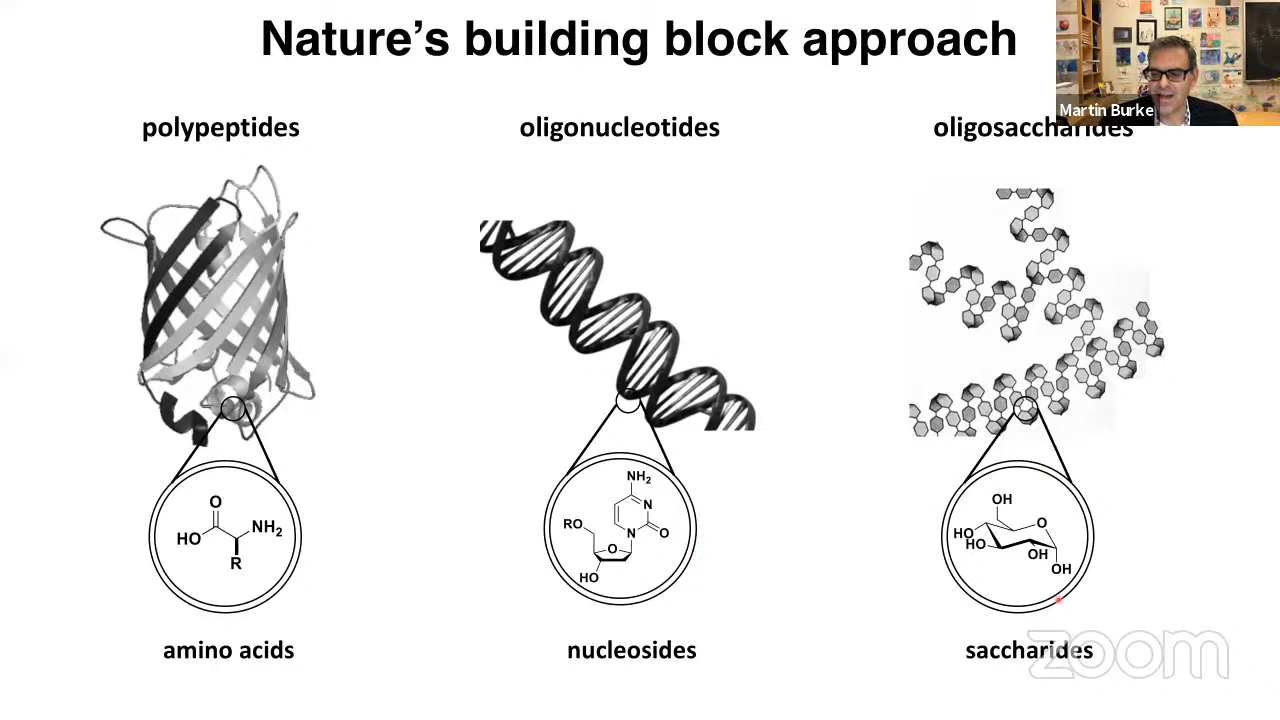 Nature's building block approach
Martin Burke
polypeptides
oligonucleotides
oligosaccharides
O
HO
NH2
R
NH2
N
N
O
RO
O
HO
OH
O
HO
HO
OH
OH
amino acids
nucleosides
saccharides
zoom